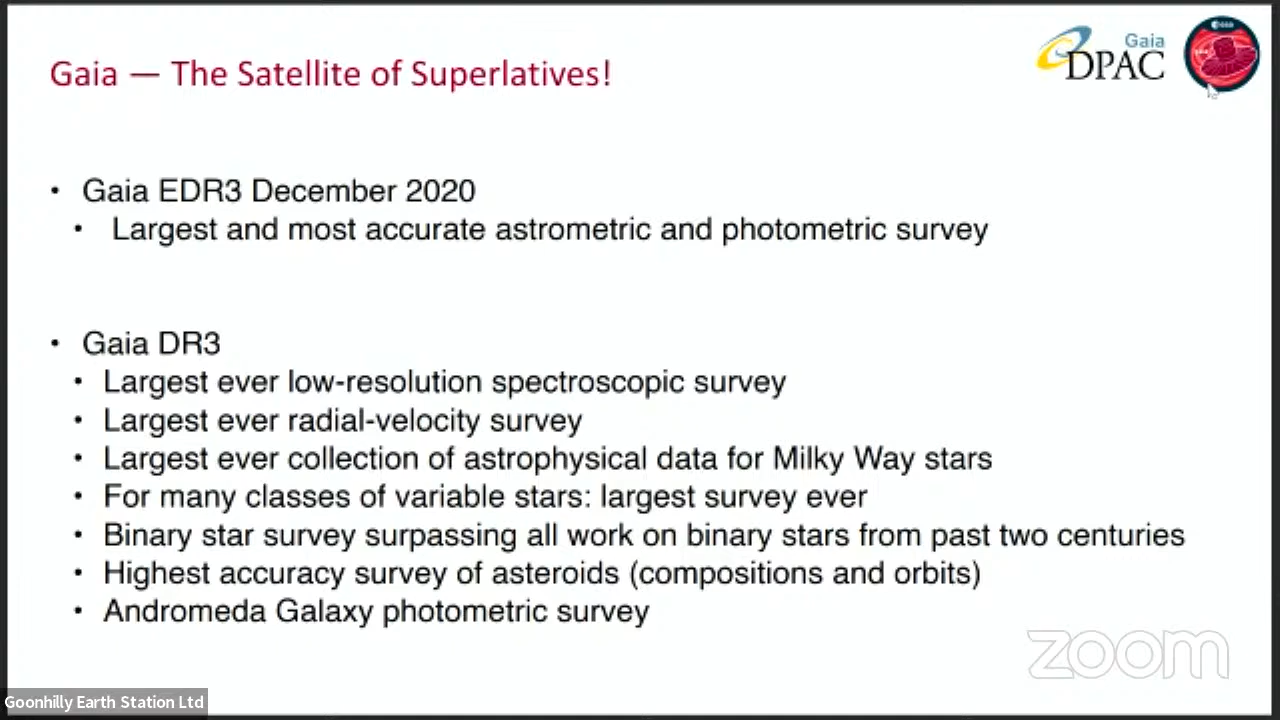 Gaia — The Satellite of Superlatives!
Gaia
DPAC
• Gaia EDR3 December 2020
• Largest and most accurate astrometric and photometric survey
• Gaia DR3
• Largest ever low-resolution spectroscopic survey
• Largest ever radial-velocity survey
• Largest ever collection of astrophysical data for Milky Way stars
• For many classes of variable stars: largest survey ever
• Binary star survey surpassing all work on binary stars from past two centuries
• Highest accuracy survey of asteroids (compositions and orbits)
• Andromeda Galaxy photometric survey
zoom
Goonhilly Earth Station Ltd